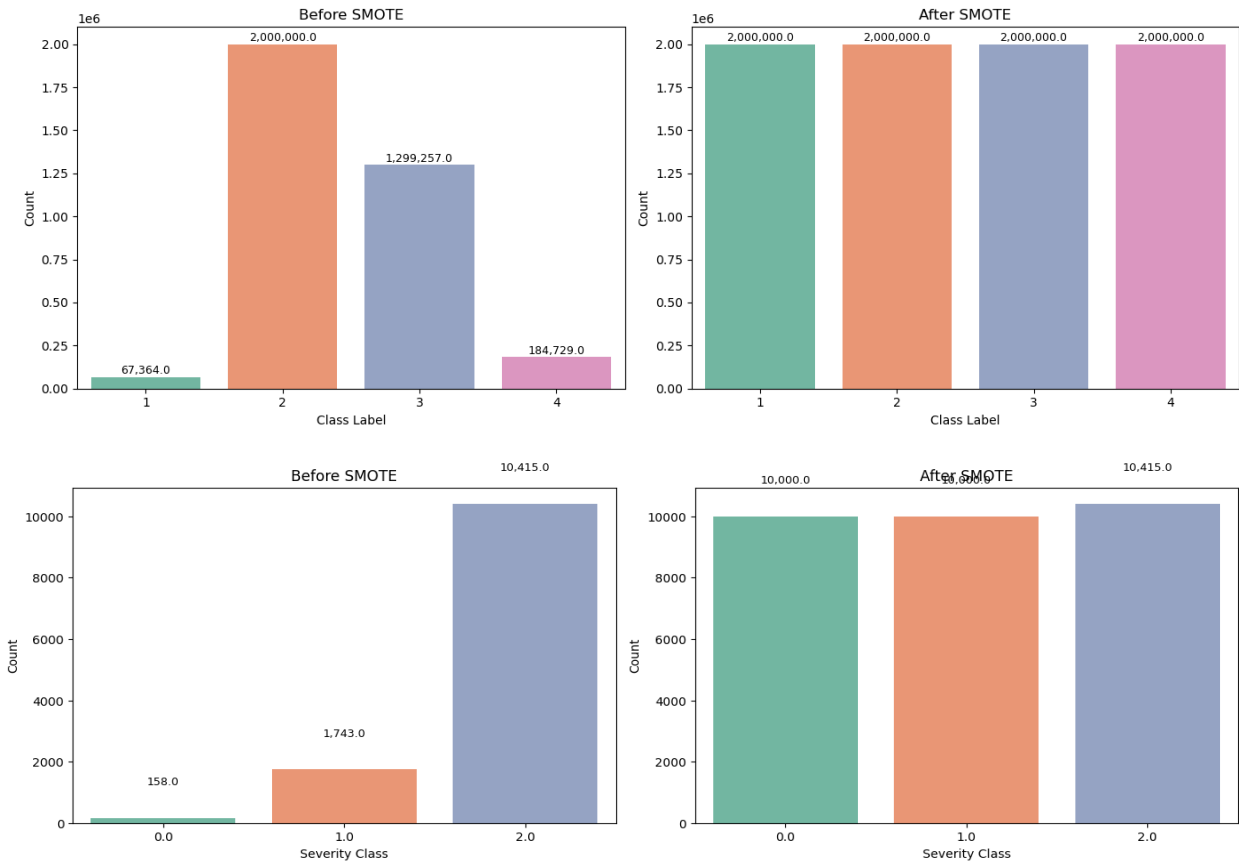 Before SMOTE
1e6
2.00
1.75
1.50
1.25
1.00
0.75
0.50
0.25
0.00
Count
67,364.0
2,000,000.0
1,299,257.0
184,729.0
1 2 3 4
Class Label
After SMOTE
1e6
2.00
1.75
1.50
1.25
1.00
0.75
0.50
0.25
0.00
Count
2,000,000.0 2,000,000.0 2,000,000.0 2,000,000.0
1 2 3 4
Class Label
Before SMOTE
10000
8000
6000
4000
2000
0
Count
158.0
1,743.0
10,415.0
0.0 1.0 2.0
Severity Class
After SMOTE
10000
8000
6000
4000
2000
0
Count
10,000.0 10,000.0 10,415.0
0.0 1.0 2.0
Severity Class